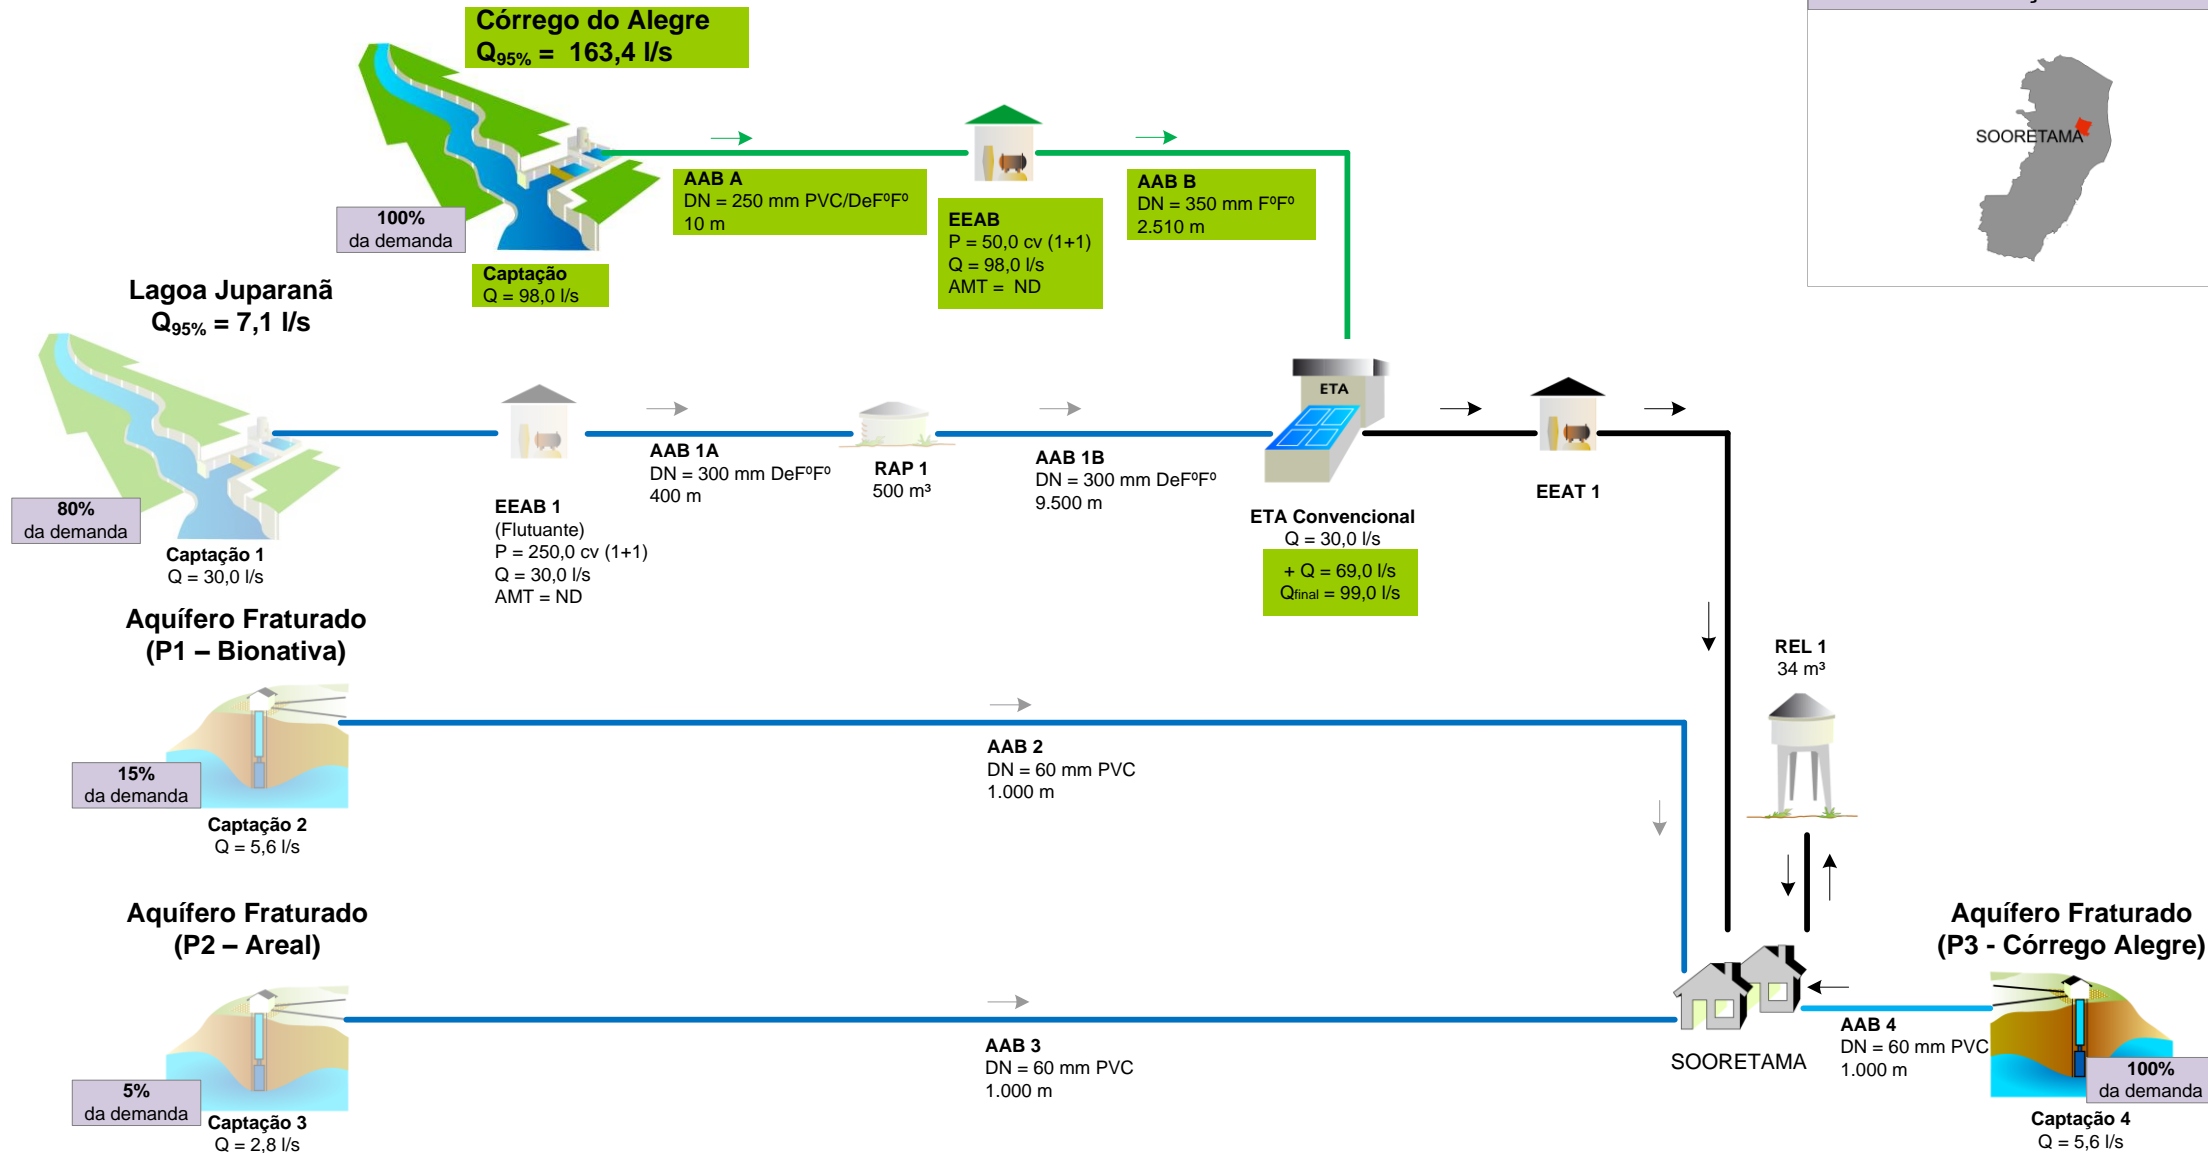 Córrego do Alegre
Q95% = 163,4 l/s
SOORETAMA
AAB A
DN = 250 mm PVC/DeFºFº
10 m
EEAB
P = 50,0 cv (1+1)
Q = 98,0 l/s
AMT = ND
AAB B
DN = 350 mm FºFº
2.510 m
100%
da demanda
Captação
Q = 98,0 l/s
Lagoa Juparanã
Q95% = 7,1 l/s
80%
da demanda
Captação 1
Q = 30,0 l/s
EEAB 1
(Flutuante)
P = 250,0 cv (1+1)
Q = 30,0 l/s
AMT = ND
AAB 1A
DN = 300 mm DeFºFº
400 m
RAP 1
500 m³
AAB 1B
DN = 300 mm DeFºFº
9.500 m
ETA
ETA Convencional
Q = 30,0 l/s
+ Q = 69,0 l/s
Qfinal = 99,0 l/s
EEAT 1
Aquífero Fraturado
(P1 – Bionativa)
15%
da demanda
Captação 2
Q = 5,6 l/s
AAB 2
DN = 60 mm PVC
1.000 m
REL 1
34 m³
Aquífero Fraturado
(P2 – Areal)
5%
da demanda
Captação 3
Q = 2,8 l/s
AAB 3
DN = 60 mm PVC
1.000 m
SOORETAMA
Aquífero Fraturado
(P3 - Córrego Alegre)
AAB 4
DN = 60 mm PVC
1.000 m
100%
da demanda
Captação 4
Q = 5,6 l/s